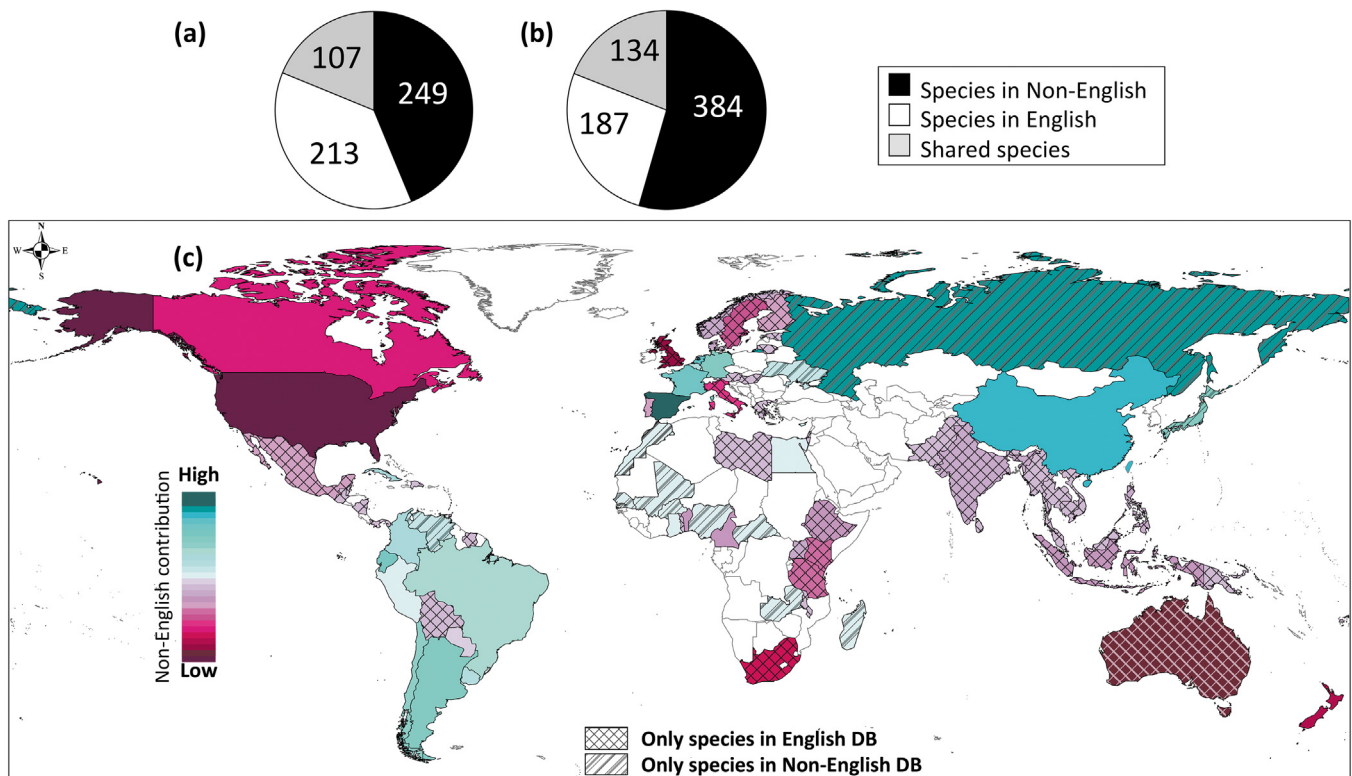 (a)
107
249
213
(b)
134
384
187
Species in Non-English
Species in English
Shared species
N
W
E
S
(c)
High
Non-English contribution
Low
Only species in English DB
Only species in Non-English DB